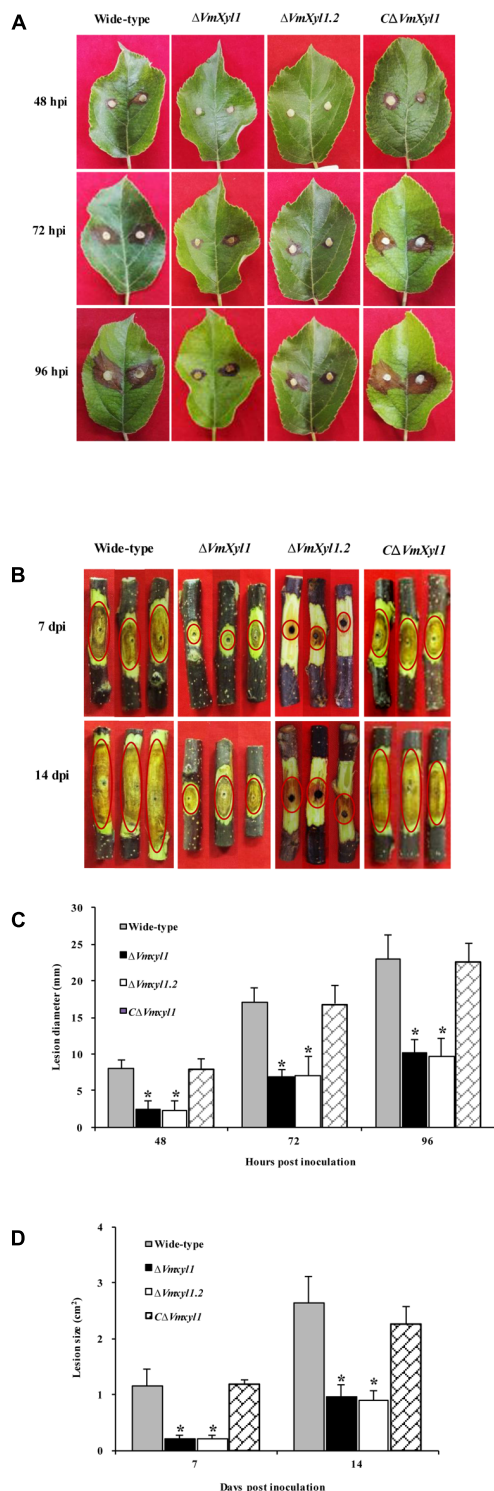 A
Wide-type ΔVmXyl1 ΔVmXyl1.2 CΔVmXyl1
48 hpi
72 hpi
96 hpi
B
Wide-type ΔVmXyl1 ΔVmXyl1.2 CΔVmXyl1
7 dpi
14 dpi
C
Lesion diameter (mm)
30
25
20
15
10
5
0
Wide-type
ΔVmxyl1
ΔVmxyl1.2
CΔVmxyl1
* * * * * *
48 72 96
Hours post inoculation
D
Lesion size (cm²)
4
3
2
1
0
Wide-type
ΔVmxyl1
ΔVmxyl1.2
CΔVmxyl1
* * * *
7 14
Days post inoculation